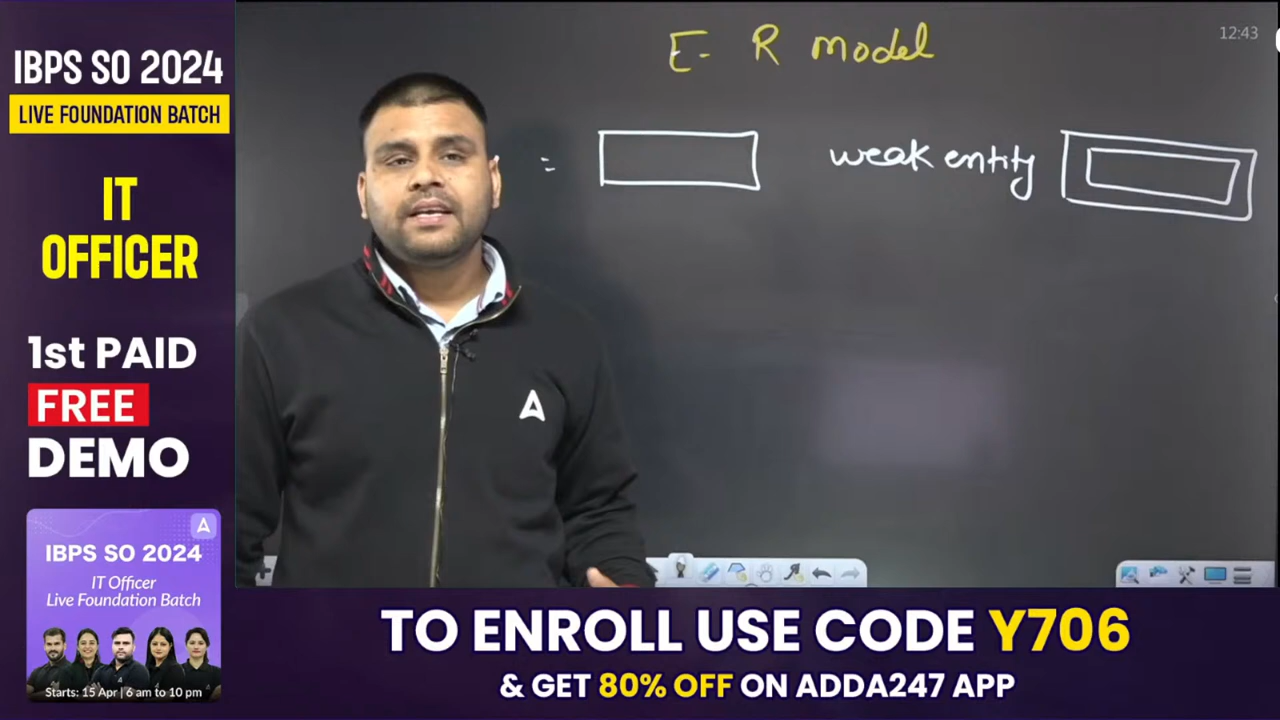 IBPS SO 2024
LIVE FOUNDATION BATCH
IT
OFFICER
1st PAID
FREE
DEMO
IBPS SO 2024
IT Officer
Live Foundation Batch
Starts: 15 Apr | 6 am to 10 pm
12:43
E- R model
=
weak entity
TO ENROLL USE CODE Y706
& GET 80% OFF ON ADDA247 APP